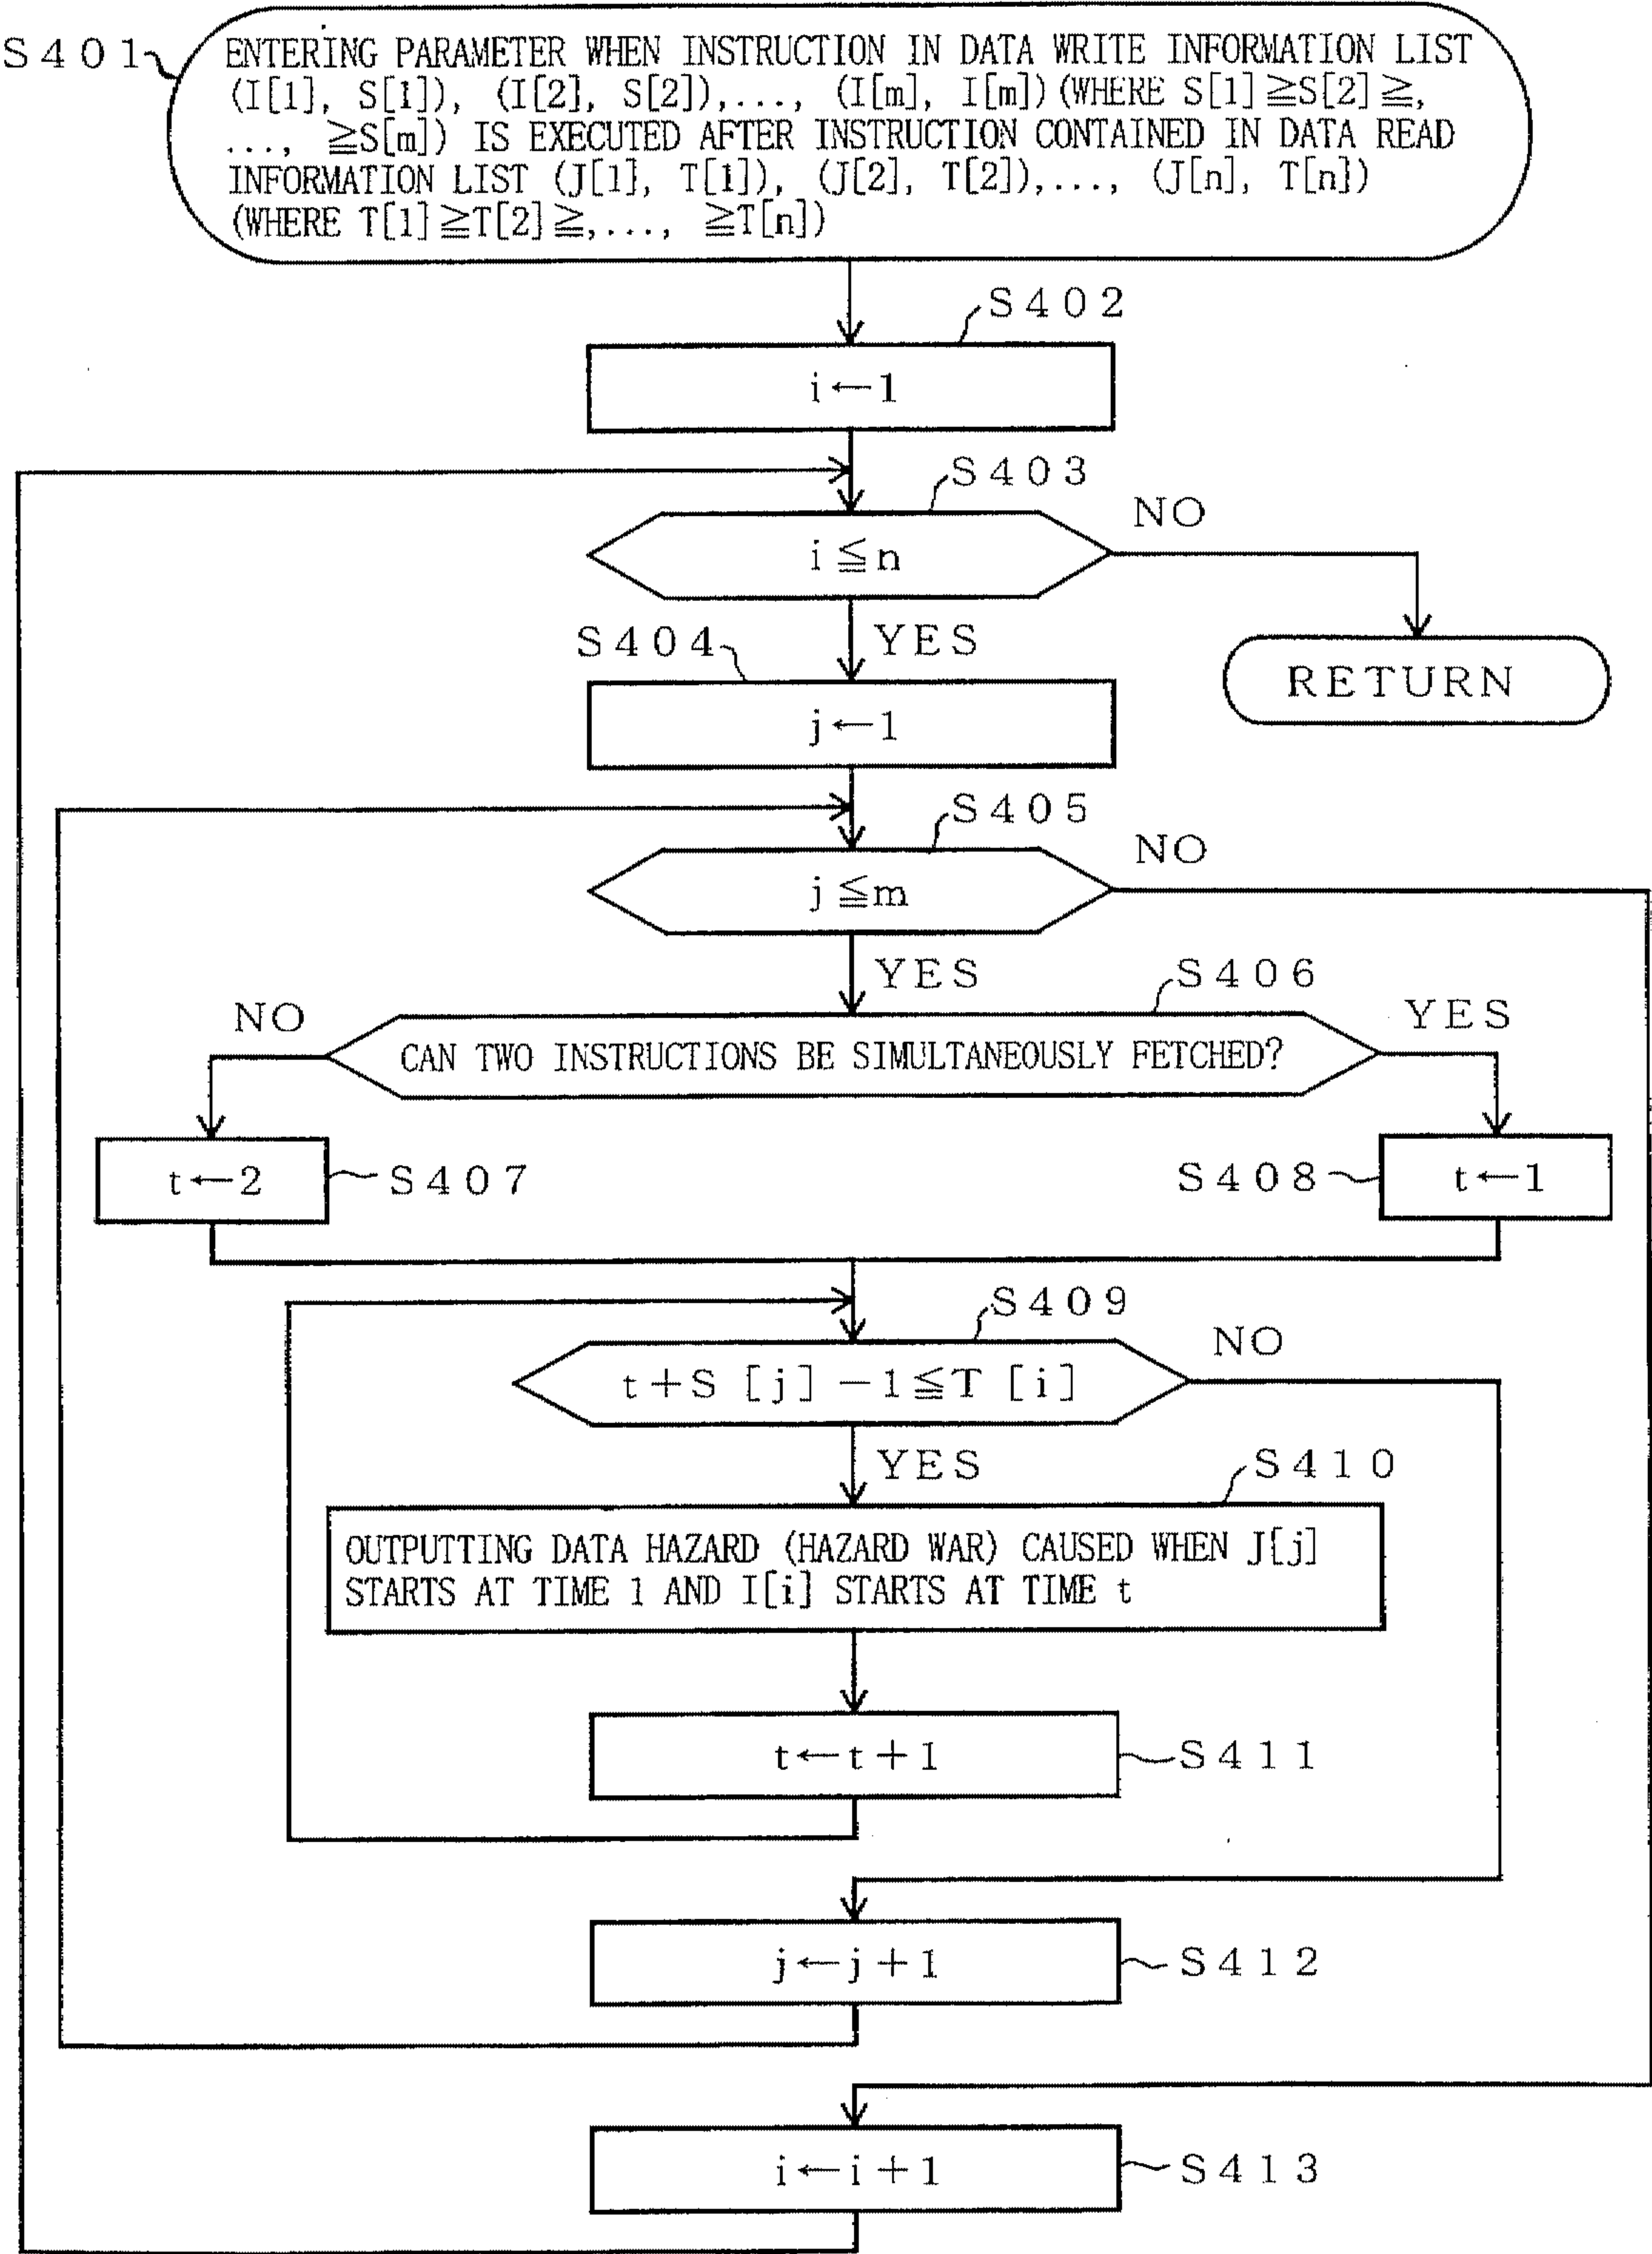 S401
ENTERING PARAMETER WHEN INSTRUCTION IN DATA WRITE INFORMATION LIST
(I[1], S[1]), (I[2], S[2]),..., (I[m], I[m])(WHERE S[1]≧S[2]≧,
..., ≧S[m]) IS EXECUTED AFTER INSTRUCTION CONTAINED IN DATA READ
INFORMATION LIST (J[1], T[1]), (J[2], T[2]),..., (J[n], T[n])
(WHERE T[1]≧T[2]≧,..., ≧T[n])
S402
i←1
S403
i≦n
NO
YES
RETURN
S404
j←1
S405
j≦m
NO
YES
S406
CAN TWO INSTRUCTIONS BE SIMULTANEOUSLY FETCHED?
NO
YES
t←2
S407
S408
t←1
S409
t+S [j] −1≦T [i]
NO
YES
S410
OUTPUTTING DATA HAZARD (HAZARD WAR) CAUSED WHEN J[j]
STARTS AT TIME 1 AND I[i] STARTS AT TIME t
t←t+1
S411
j←j+1
S412
i←i+1
S413